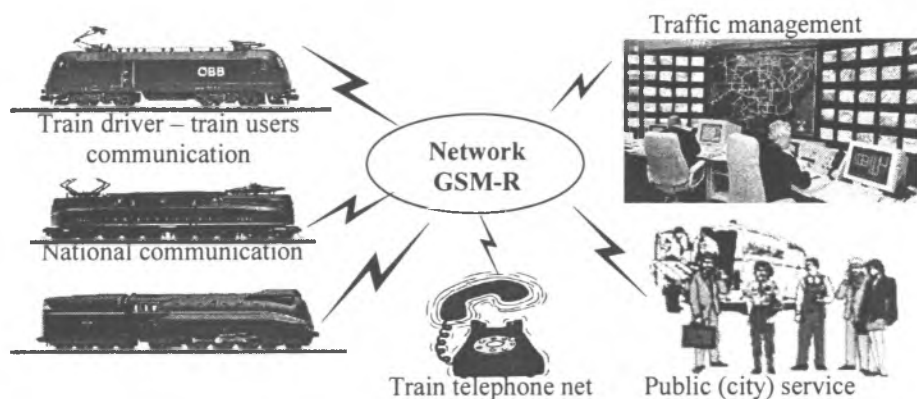 Traffic management
ÖBB
Train driver – train users
communication
Network
GSM-R
National communication
Train telephone net
Public (city) service